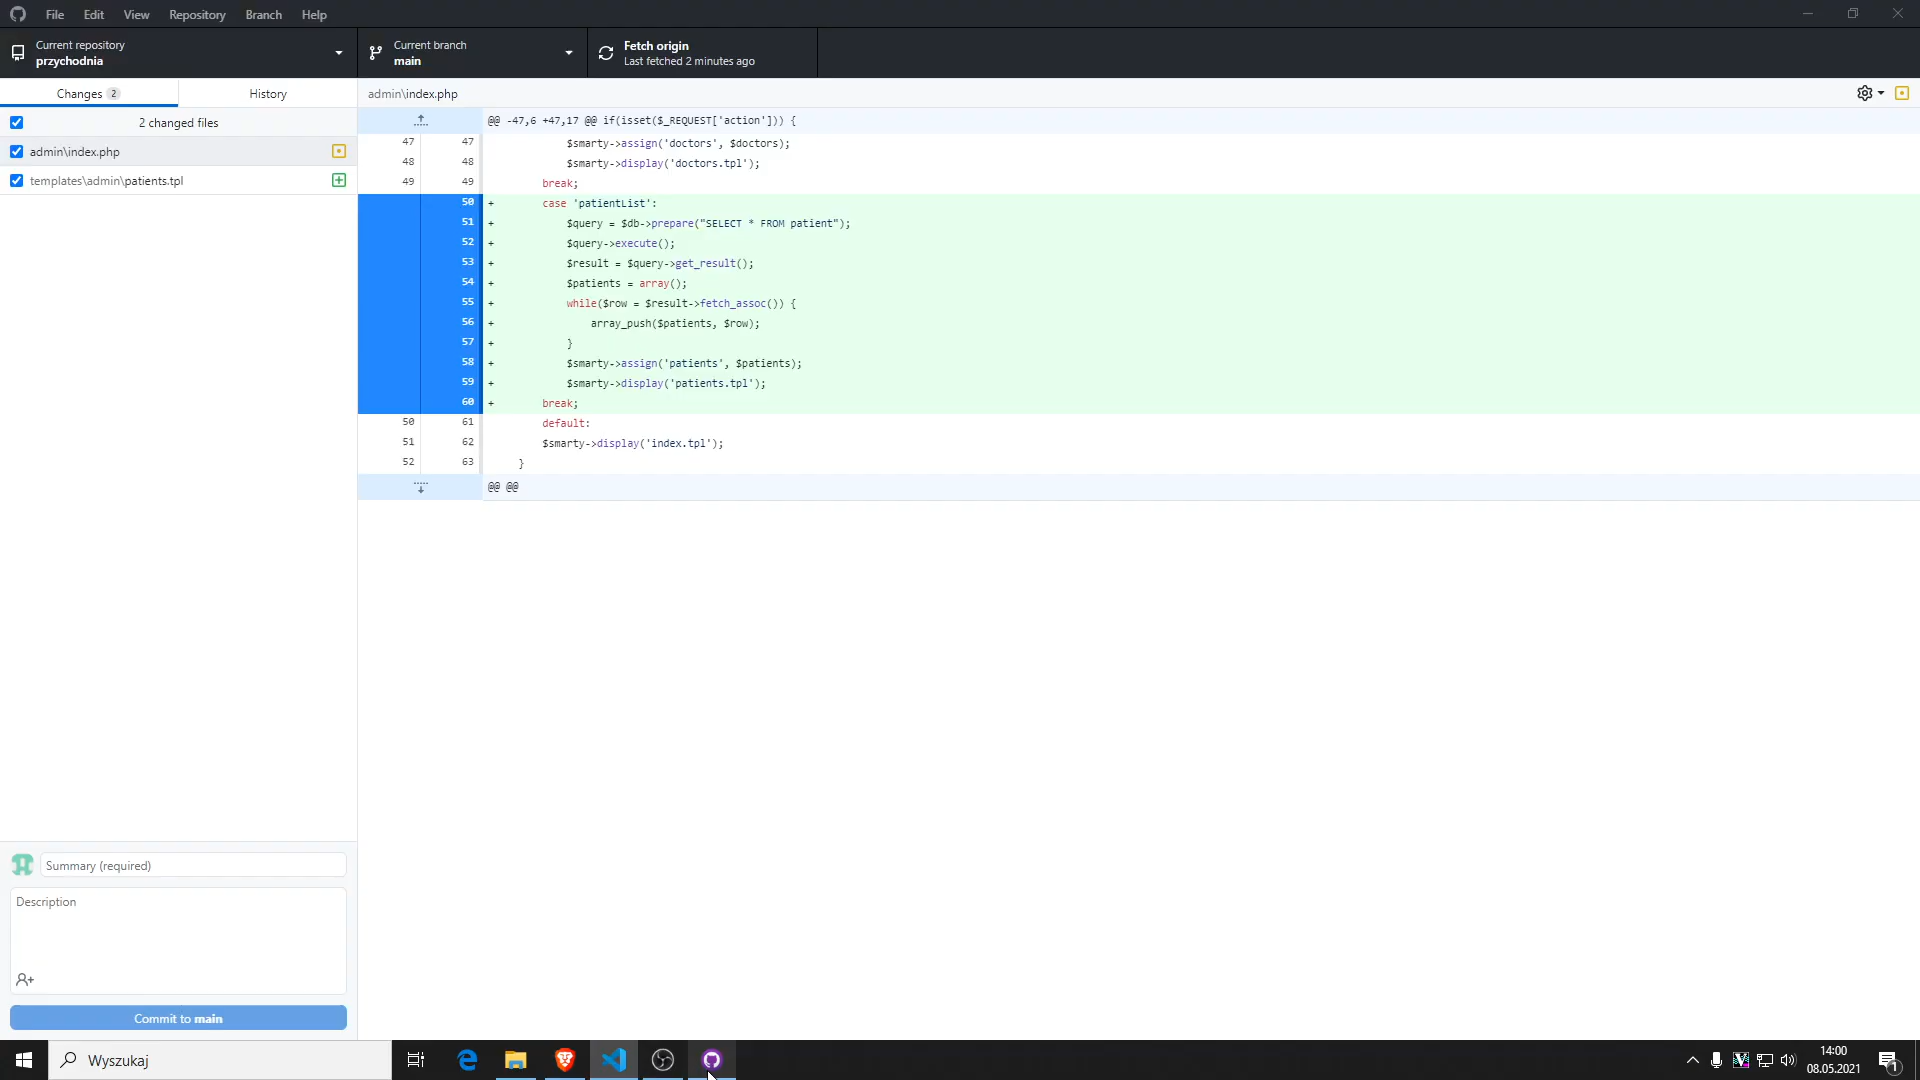 File Edit View Repository Branch Help
Current repository
przychodnia
Current branch
main
Fetch origin
Last fetched 2 minutes ago
Changes 2
History
admin\index.php
2 changed files
admin\index.php
templates\admin\patients.tpl
@@ -47,6 +47,17 @@ if(isset($_REQUEST['action'])) {
47 47 $smarty->assign('doctors', $doctors);
48 48 $smarty->display('doctors.tpl');
49 49 break;
50 + case 'patientList':
51 + $query = $db->prepare("SELECT * FROM patient");
52 + $query->execute();
53 + $result = $query->get_result();
54 + $patients = array();
55 + while($row = $result->fetch_assoc()) {
56 + array_push($patients, $row);
57 + }
58 + $smarty->assign('patients', $patients);
59 + $smarty->display('patients.tpl');
60 + break;
50 61 default:
51 62 $smarty->display('index.tpl');
52 63 }
@@ @@
Summary (required)
Description
Commit to main
Wyszukaj
14:00
08.05.2021
1